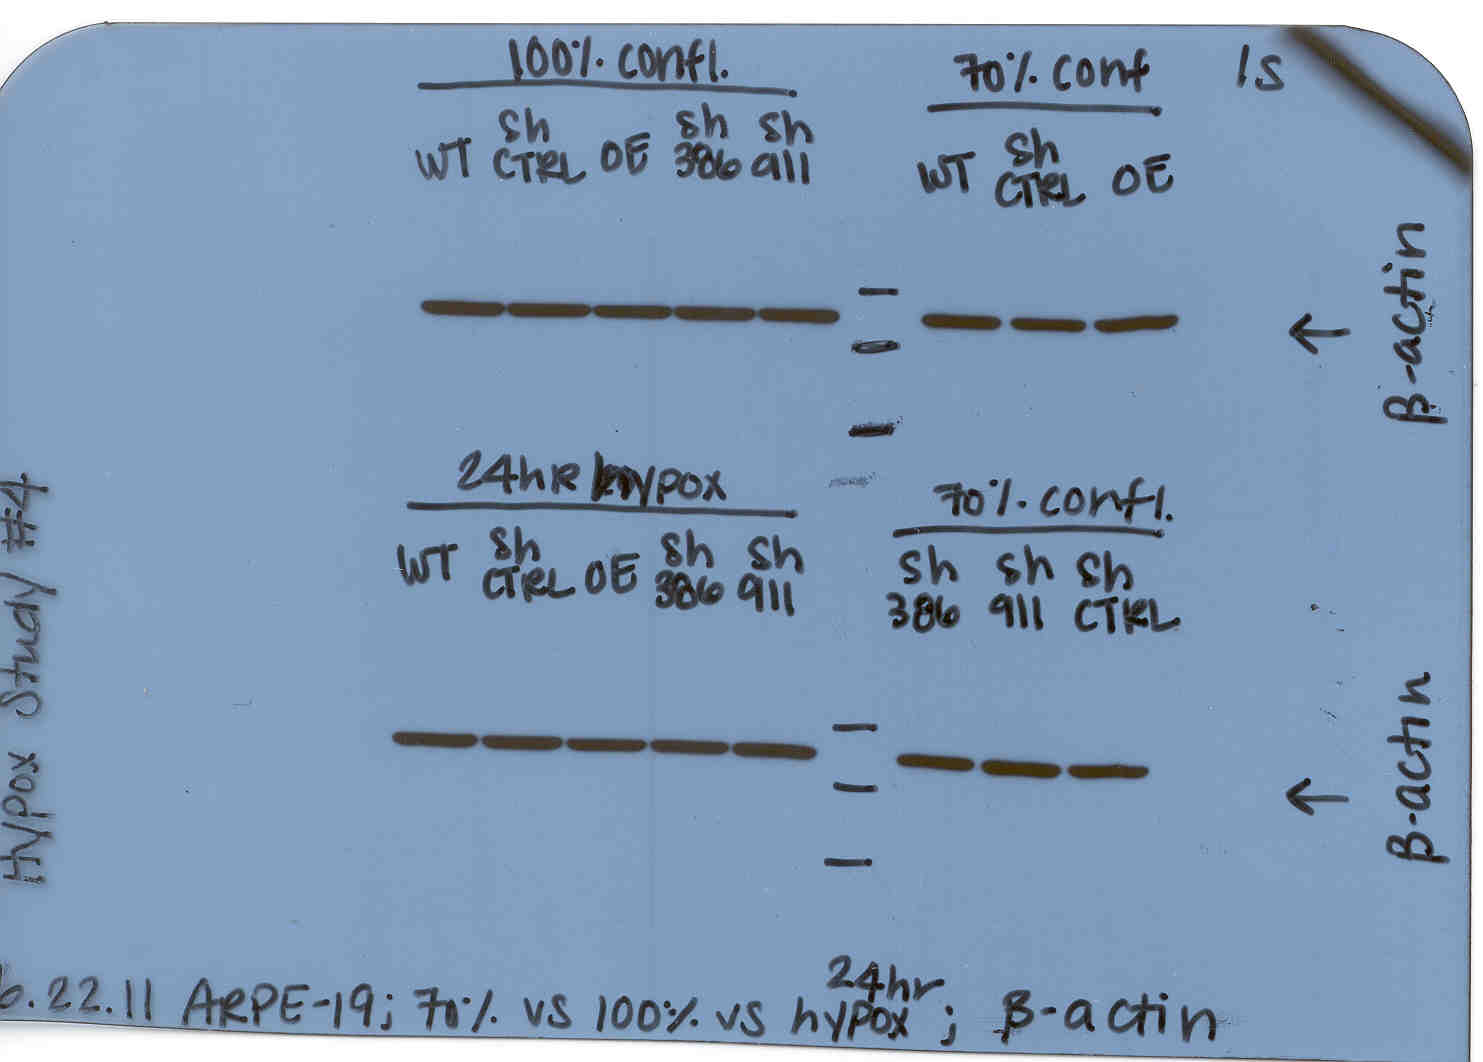 100% confl.
70% conf
1s
WT sh CTRL OE sh 386 sh 911
WT sh CTRL OE
β-actin
24hR hypox
70% confl.
WT sh CTRL OE sh 386 sh 911
sh 386 sh 911 sh CTRL
β-actin
Hypox Study #4
6.22.11 ARPE-19; 70% vs 100% vs 24hr hypox; β-actin